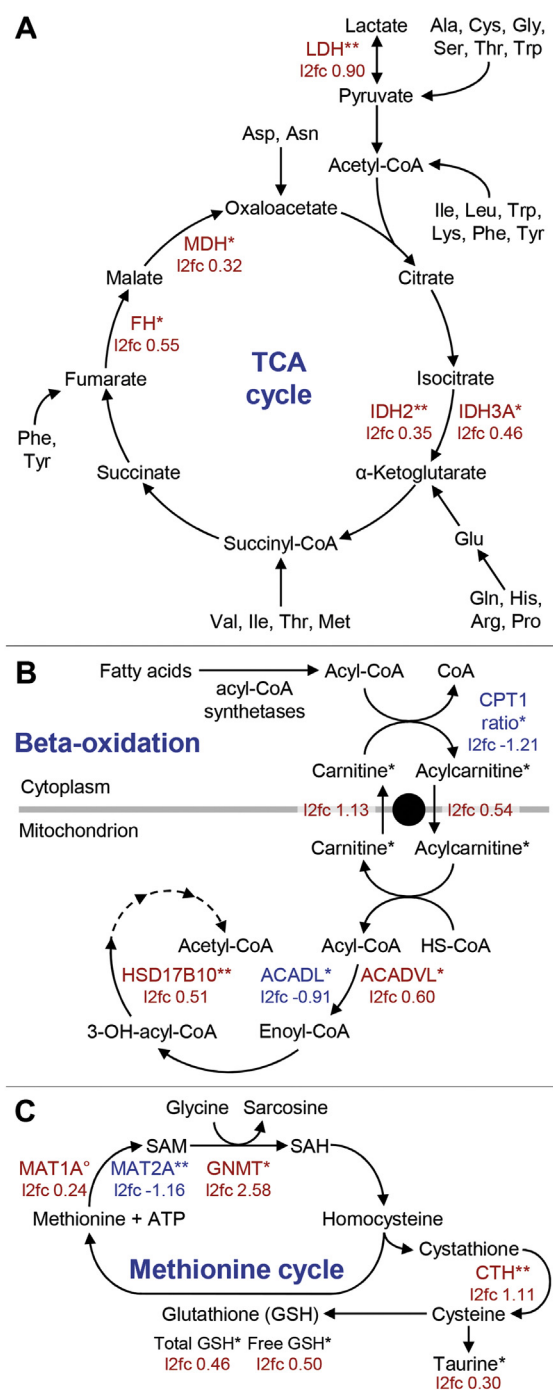 A
Lactate
Ala, Cys, Gly,
Ser, Thr, Trp
LDH**
l2fc 0.90
Pyruvate
Asp, Asn
Acetyl-CoA
Oxaloacetate
Ile, Leu, Trp,
Lys, Phe, Tyr
MDH*
l2fc 0.32
Malate
Citrate
FH*
l2fc 0.55
TCA
cycle
Fumarate
Isocitrate
IDH2**
l2fc 0.35
IDH3A*
l2fc 0.46
Phe,
Tyr
Succinate
α-Ketoglutarate
Succinyl-CoA
Glu
Val, Ile, Thr, Met
Gln, His,
Arg, Pro
B
Fatty acids
acyl-CoA
synthetases
Acyl-CoA
CoA
CPT1
ratio*
l2fc -1.21
Beta-oxidation
Carnitine*
Acylcarnitine*
Cytoplasm
l2fc 1.13
l2fc 0.54
Mitochondrion
Carnitine*
Acylcarnitine*
Acetyl-CoA
Acyl-CoA
HS-CoA
HSD17B10**
l2fc 0.51
ACADL*
l2fc -0.91
ACADVL*
l2fc 0.60
3-OH-acyl-CoA
Enoyl-CoA
C
Glycine
Sarcosine
SAM
SAH
MAT1A°
l2fc 0.24
MAT2A**
l2fc -1.16
GNMT*
l2fc 2.58
Methionine + ATP
Homocysteine
Methionine cycle
Cystathione
CTH**
l2fc 1.11
Glutathione (GSH)
Cysteine
Total GSH*
l2fc 0.46
Free GSH*
l2fc 0.50
Taurine*
l2fc 0.30